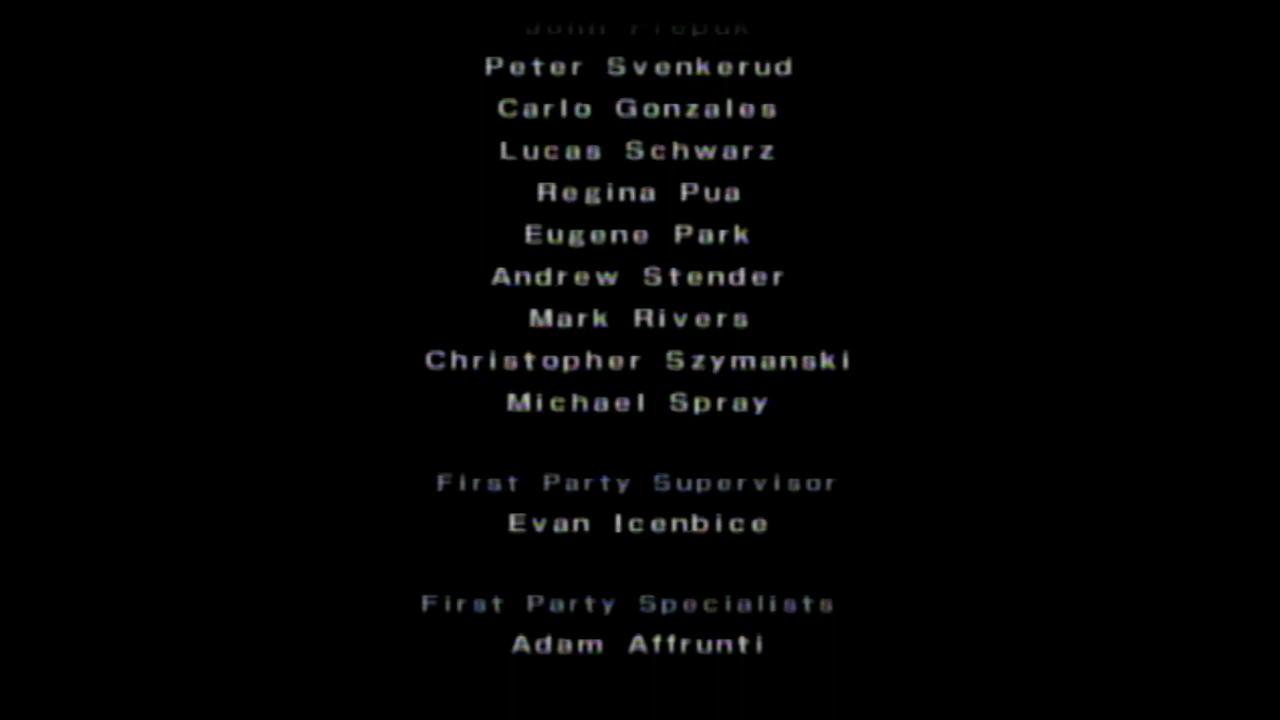 John
Peter Svenkerud
Carlo Gonzales
Lucas Schwarz
Regina Pua
Eugene Park
Andrew Stender
Mark Rivers
Christopher Szymanski
Michael Spray
First Party Supervisor
Evan Icenbice
First Party Specialists
Adam Affrunti